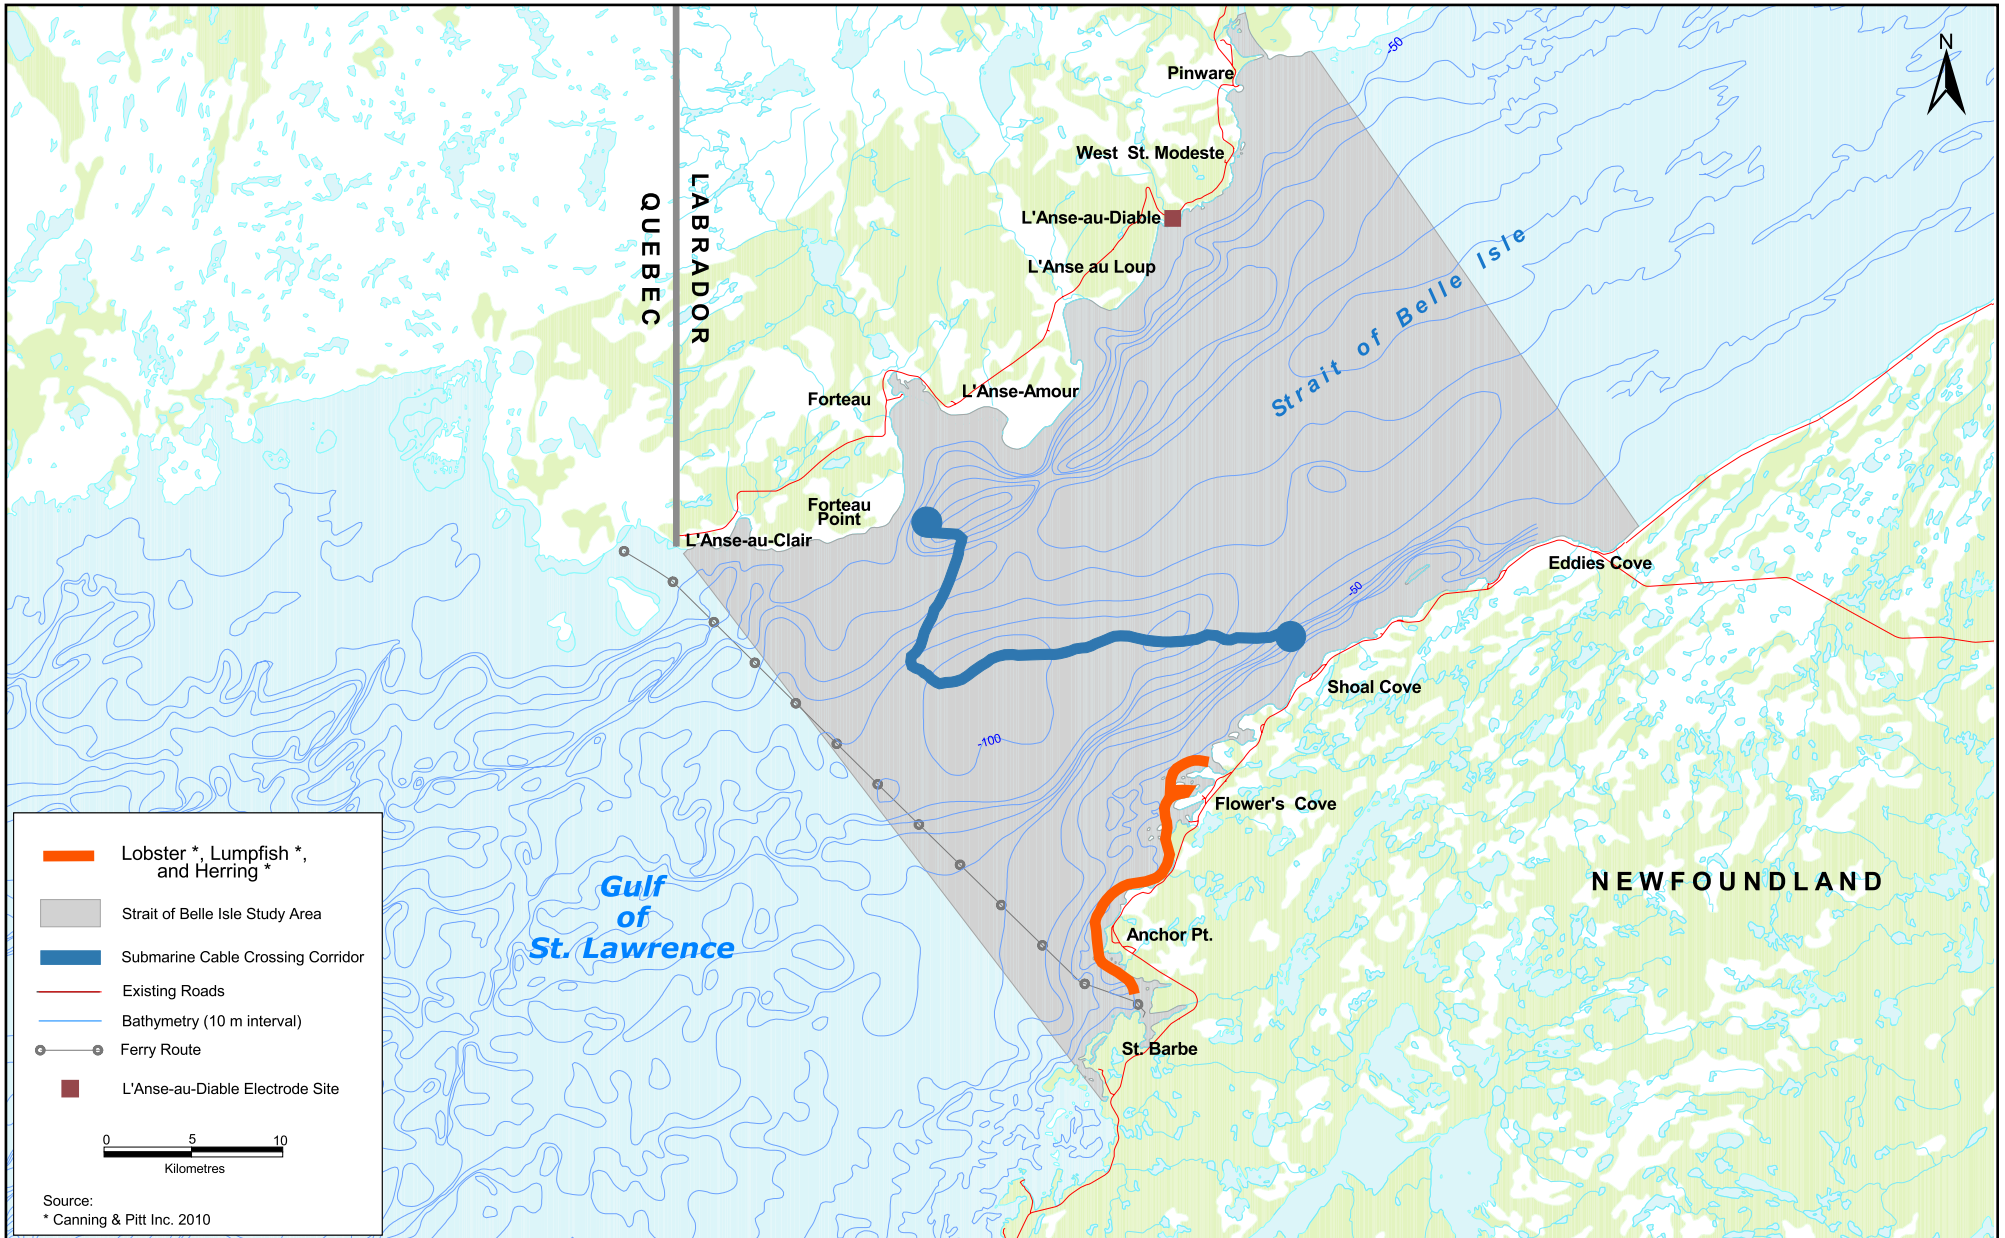 -50
N
Pinware
West St. Modeste
QUEBEC
LABRADOR
L'Anse-au-Diable
L'Anse au Loup
Strait of Belle Isle
L'Anse-Amour
Forteau
Forteau
Point
L'Anse-au-Clair
Eddies Cove
-50
Shoal Cove
-100
Flower's Cove
NEWFOUNDLAND
Gulf
of
St. Lawrence
Anchor Pt.
St. Barbe
Lobster *, Lumpfish *,
and Herring *
Strait of Belle Isle Study Area
Submarine Cable Crossing Corridor
Existing Roads
Bathymetry (10 m interval)
Ferry Route
L'Anse-au-Diable Electrode Site
0 5 10
Kilometres
Source:
* Canning & Pitt Inc. 2010